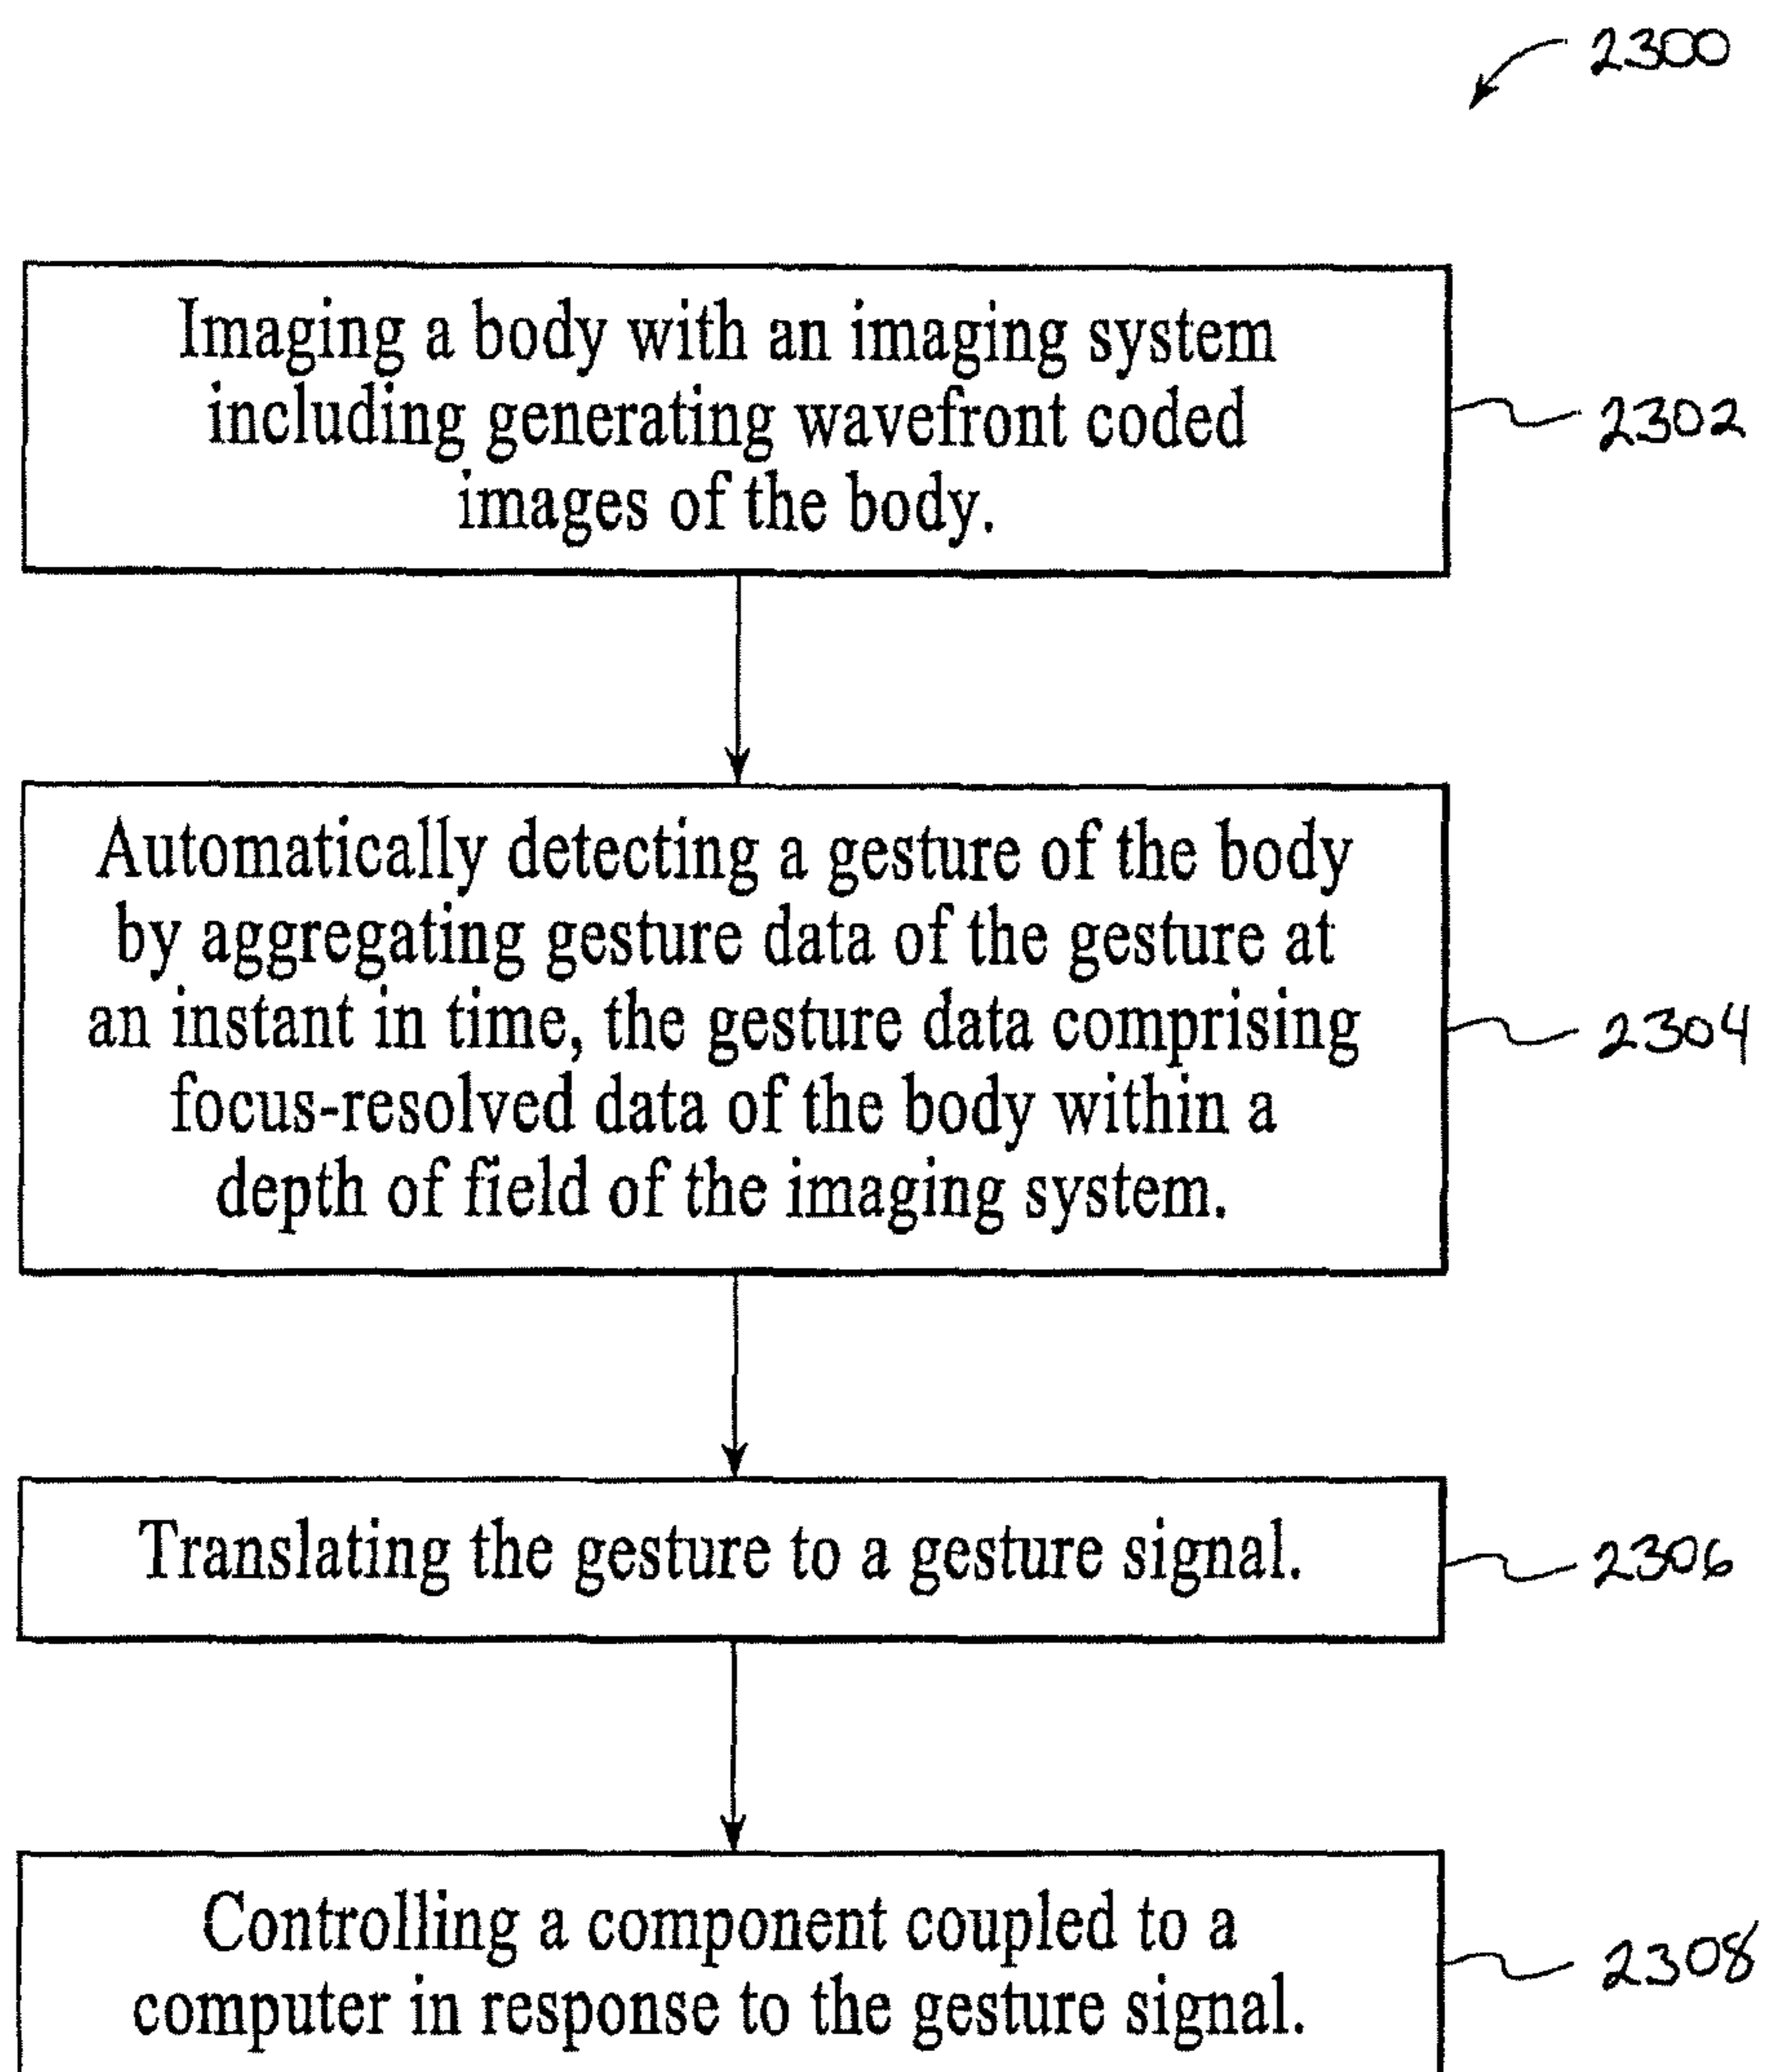 2300
Imaging a body with an imaging system
including generating wavefront coded
images of the body.
2302
Automatically detecting a gesture of the body
by aggregating gesture data of the gesture at
an instant in time, the gesture data comprising
focus-resolved data of the body within a
depth of field of the imaging system.
2304
Translating the gesture to a gesture signal.
2306
Controlling a component coupled to a
computer in response to the gesture signal.
2308